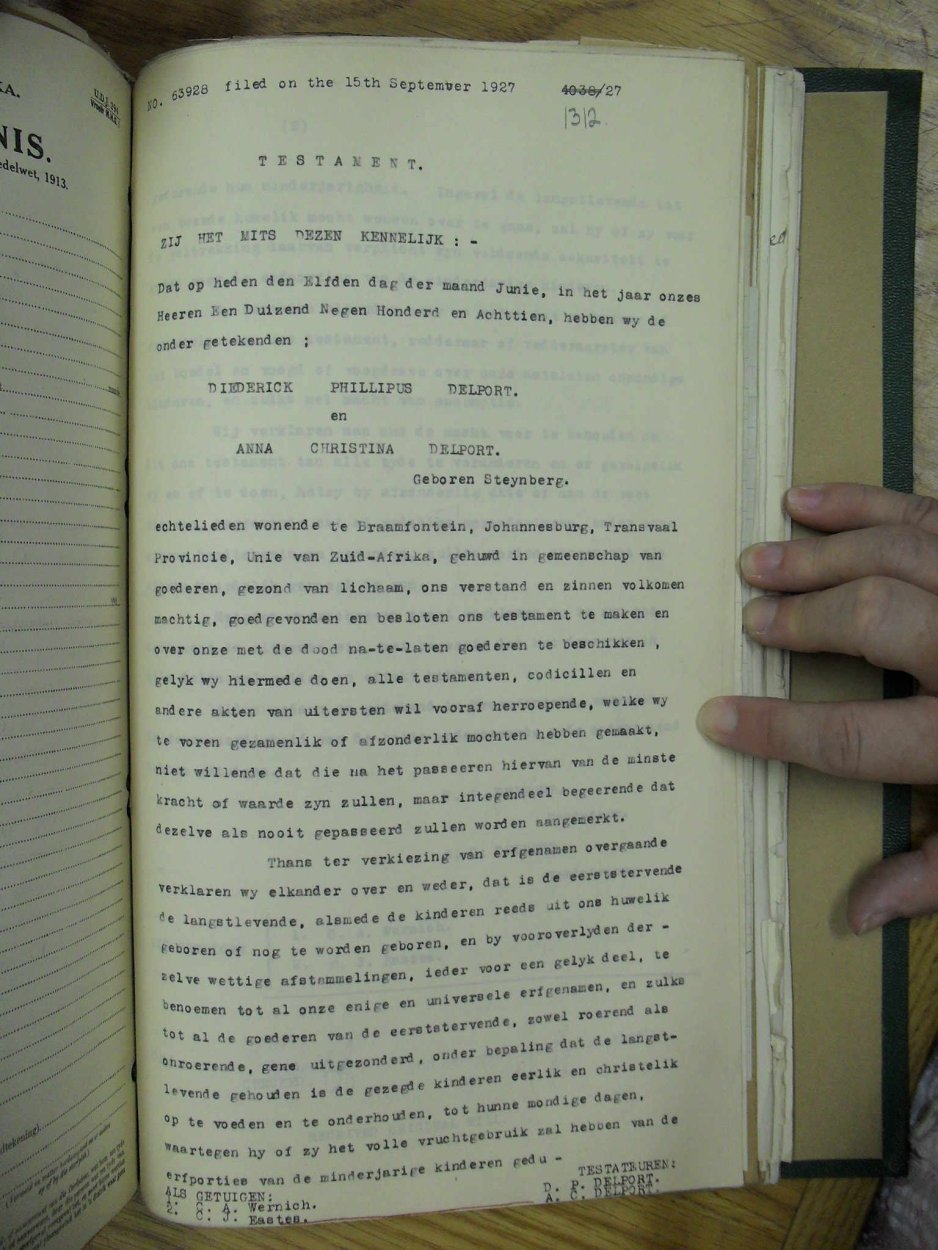 KA.
U.D.J. 294
NIS.
edelwet, 1913.
No. 63928 filed on the 15th September 1927
4038/27
1312
TESTAMENT.
ZIJ HET MITS DEZEN KENNELIJK : -
Dat op heden den Elfden dag der maand Junie, in het jaar onzes
Heeren Een Duizend Negen Honderd en Achttien, hebben wy de
onder getekenden ;
DIEDERICK PHILLIPUS DELPORT.
en
ANNA CHRISTINA DELPORT.
Geboren Steynberg.
echtelieden wonende te Braamfontein, Johannesburg, Transvaal
Provincie, Unie van Zuid-Afrika, gehuwd in gemeenschap van
goederen, gezond van lichaam, ons verstand en zinnen volkomen
machtig, goedgevonden en besloten ons testament te maken en
over onze met de dood na-te-laten goederen te beschikken ,
gelyk wy hiermede doen, alle testamenten, codicillen en
andere akten van uitersten wil vooraf herroepende, welke wy
te voren gezamenlik of afzonderlik mochten hebben gemaakt,
niet willende dat die na het passeeren hiervan van de minste
kracht of waarde zyn zullen, maar integendeel begeerende dat
dezelve als nooit gepasseerd zullen worden aangemerkt.
Thans ter verkiezing van erfgenamen overgaande
verklaren wy elkander over en weder, dat is de eerststervende
de langstlevende, alsmede de kinderen reeds uit ons huwelik
geboren of nog te worden geboren, en by vooroverlyden der -
zelve wettige afstammelingen, ieder voor een gelyk deel, te
benoemen tot al onze enige en universele erfgenamen, en zulks
tot al de goederen van de eerststervende, zowel roerend als
onroerende, gene uitgezonderd, onder bepaling dat de langst-
levende gehouden is de gezegde kinderen eerlik en christelik
op te voeden en te onderhouden, tot hunne mondige dagen,
waartegen hy of zy het volle vruchtgebruik zal hebben van de
erfporties van de minderjarige kinderen gedu -
ALS GETUIGEN:
1. C. A. Wernich.
2. C. J. Eastes.
TESTATEUREN:
D. P. DELPORT.
A. C. DELPORT.